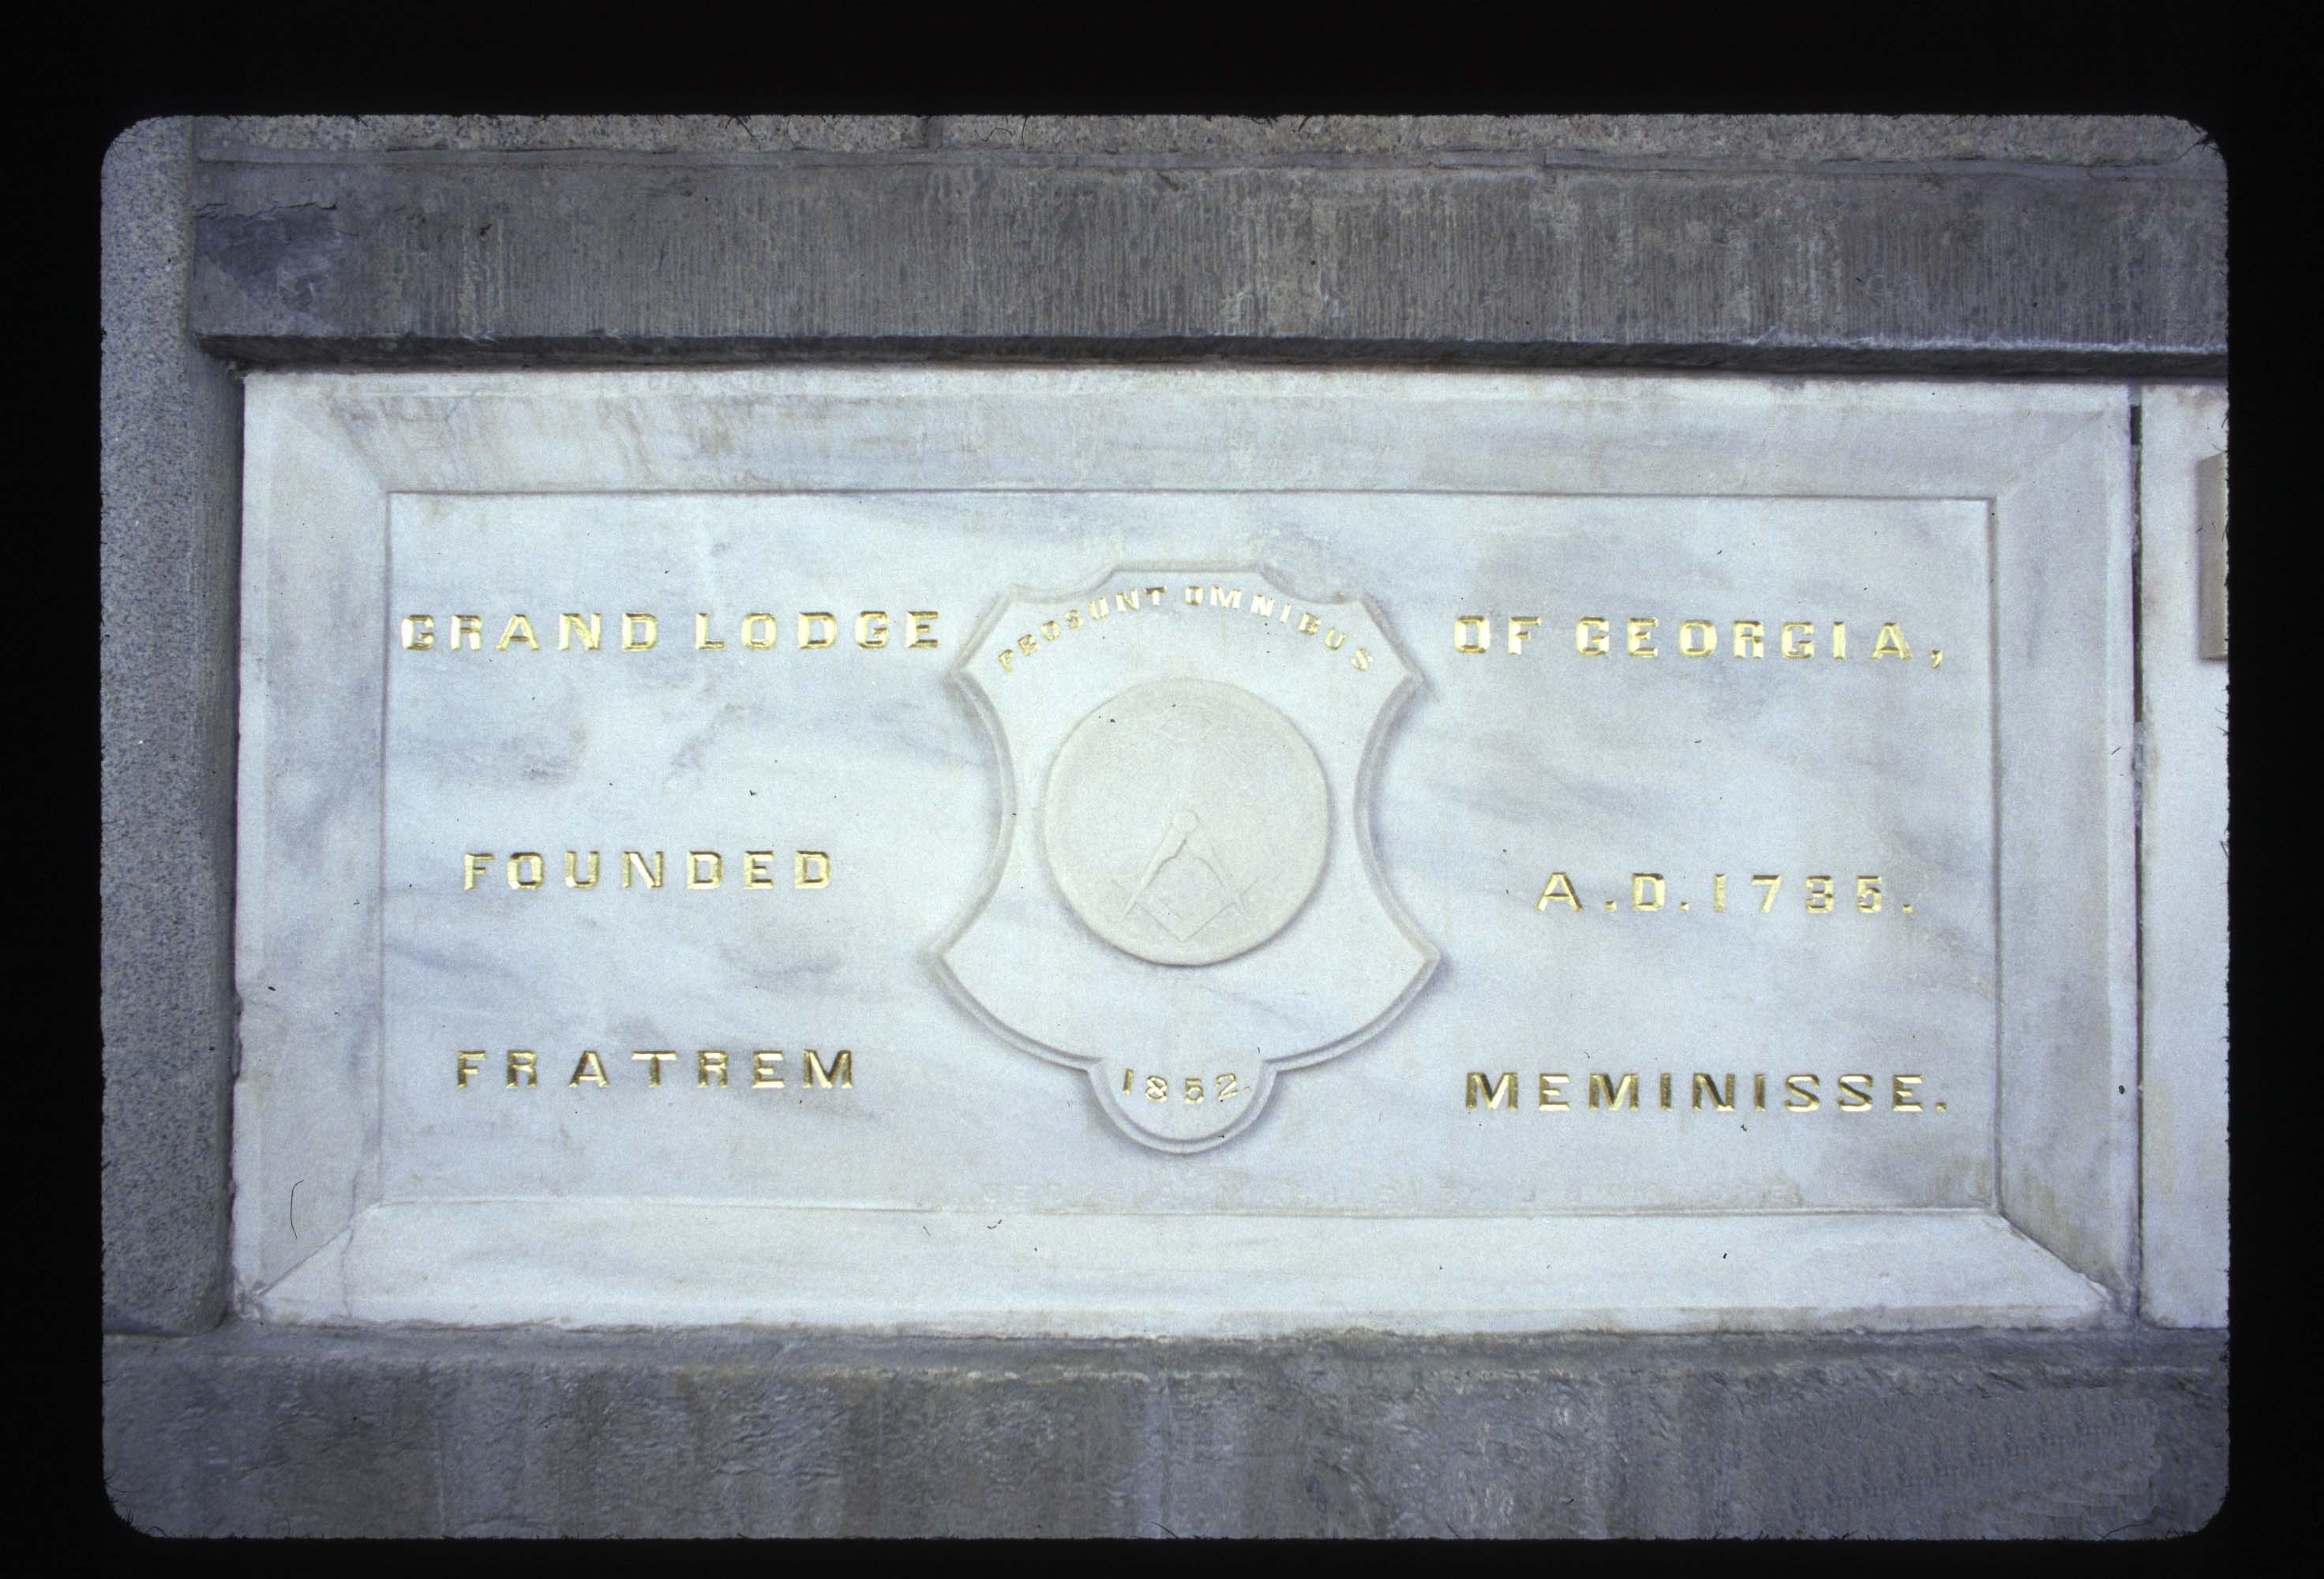 GRAND LODGE OF GEORGIA,
PROSUNT OMNIBUS
FOUNDED A.D. 1735.
FRATREM MEMINISSE.
1852.